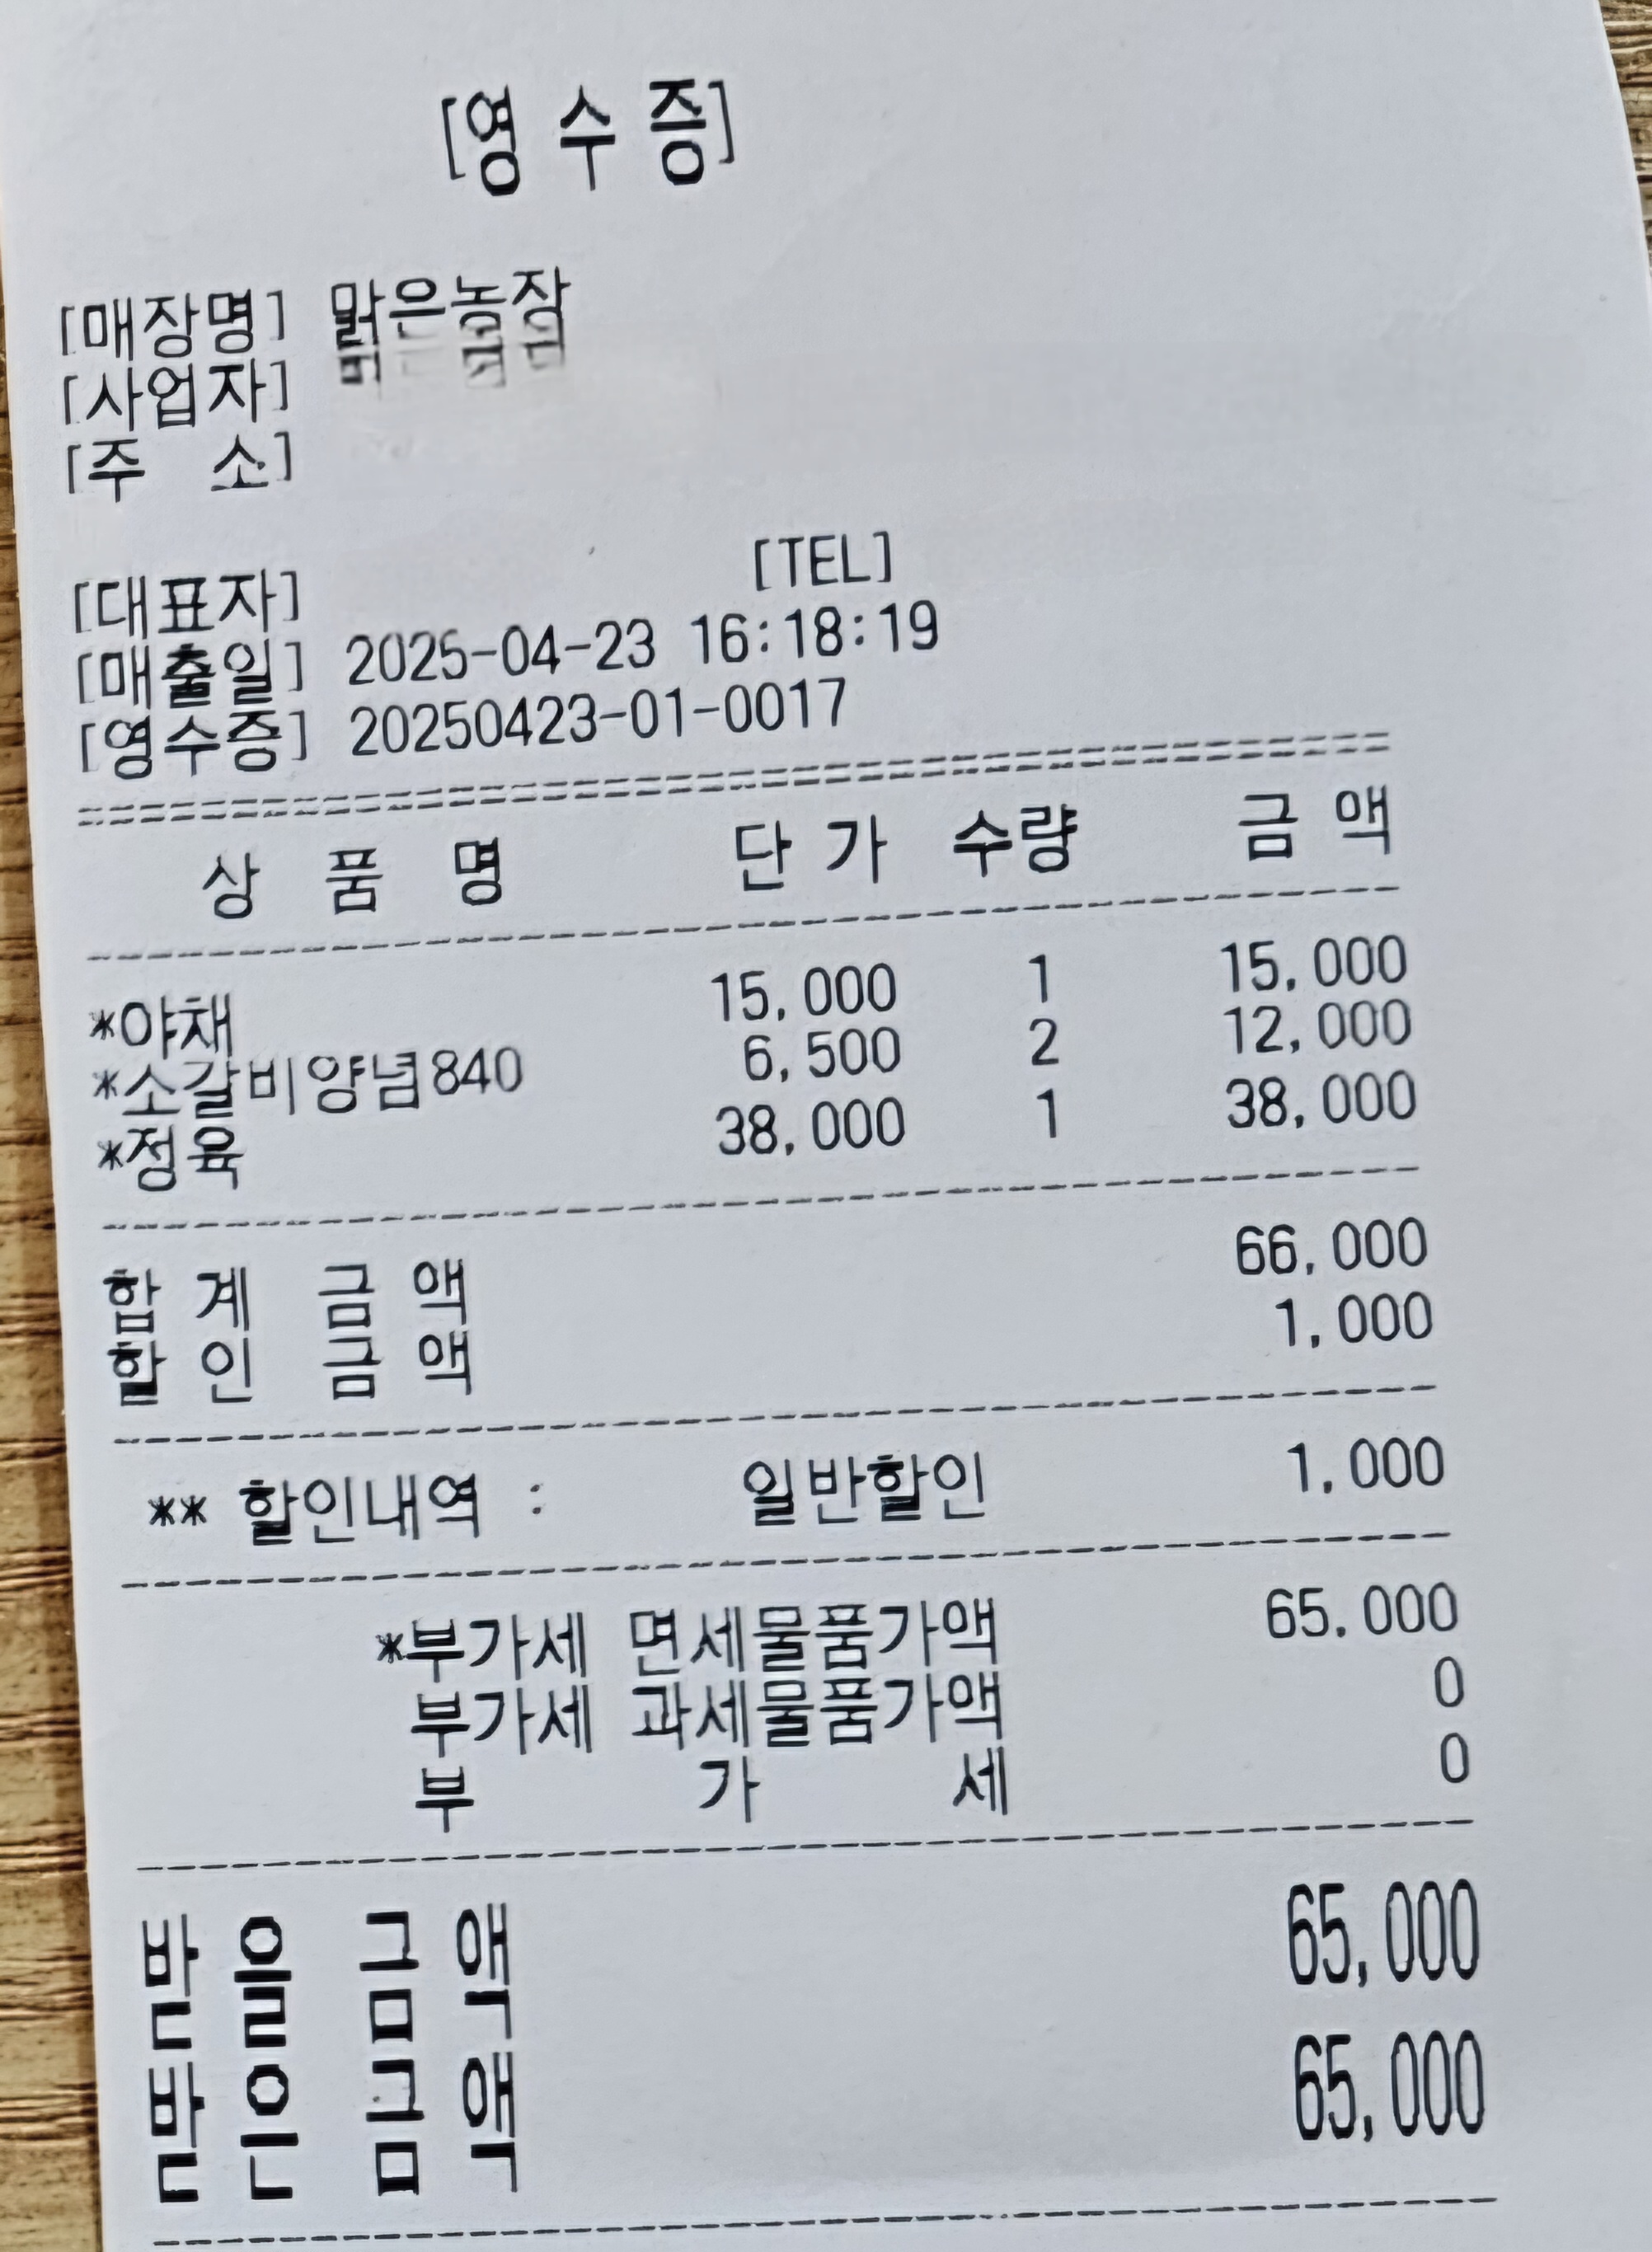 [영 수 증]
[매장명] 맑은농장
[사업자]
[주 소]
[대표자] [TEL]
[매출일] 2025-04-23 16:18:19
[영수증] 20250423-01-0017
상 품 명 단 가 수량 금 액
*야채 15,000 1 15,000
*소갈비양념840 6,500 2 12,000
*정육 38,000 1 38,000
합 계 금 액 66,000
할 인 금 액 1,000
** 할인내역 : 일반할인 1,000
*부가세 면세물품가액 65,000
부가세 과세물품가액 0
부 가 세 0
받 을 금 액 65,000
받 은 금 액 65,000